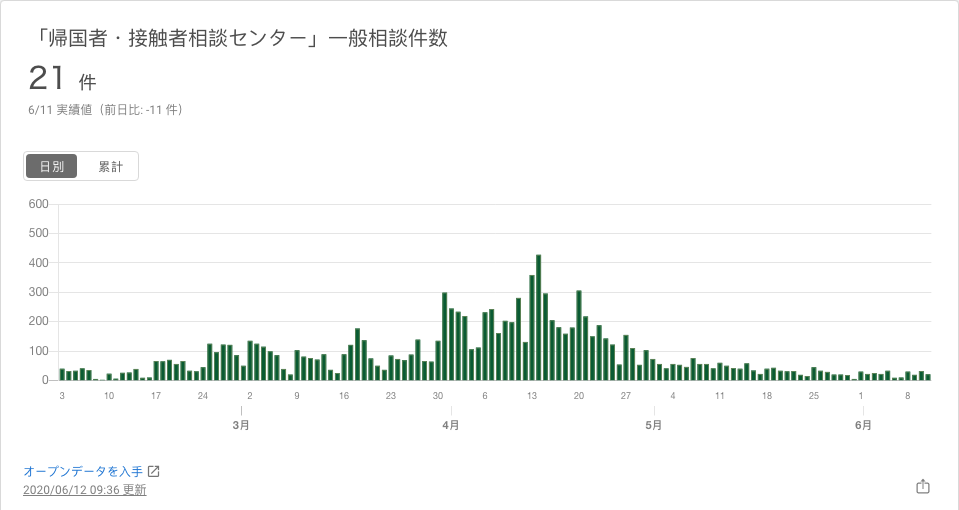 「帰国者・接触者相談センター」一般相談件数
21 件
6/11 実績値（前日比: -11 件）
日別 累計
600
500
400
300
200
100
0
3 10 17 24 2 9 16 23 30 6 13 20 27 4 11 18 25 1 8
3月 4月 5月 6月
オープンデータを入手
2020/06/12 09:36 更新